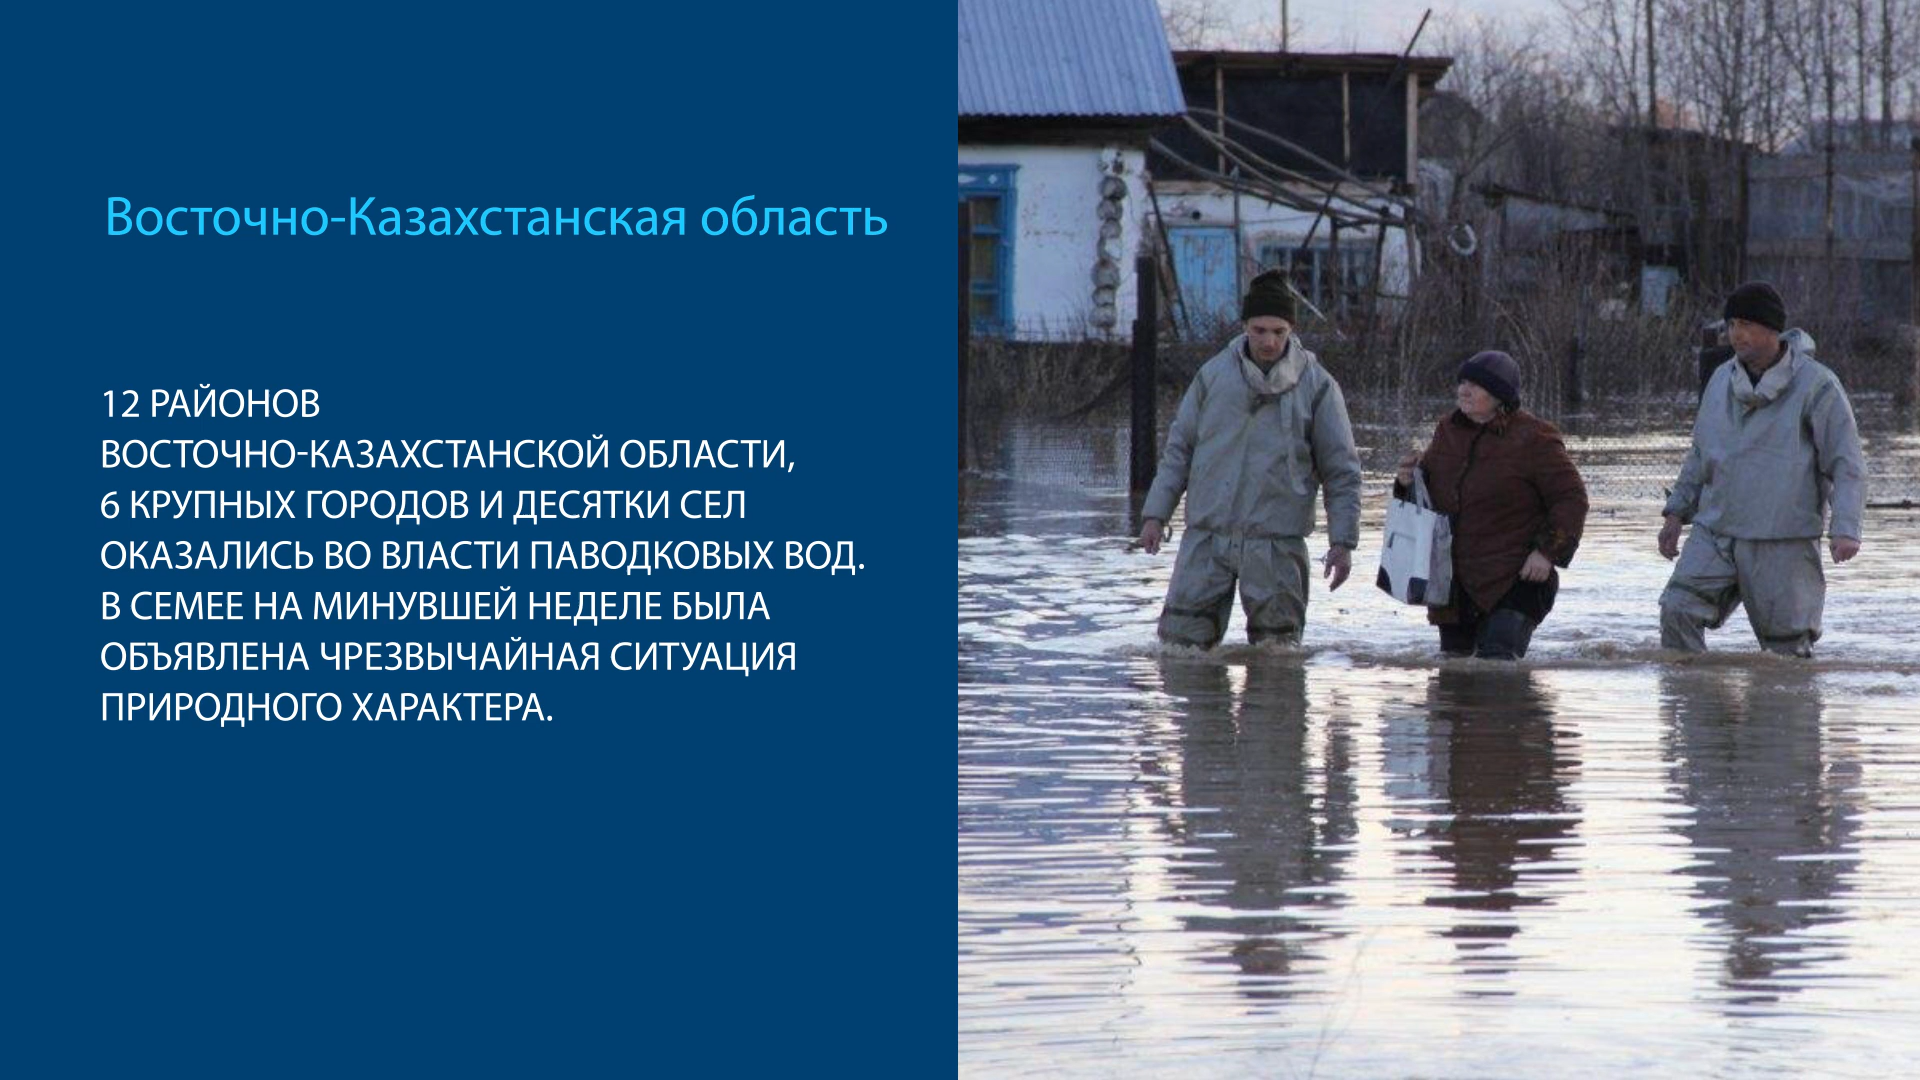 Восточно-Казахстанская область
12 РАЙОНОВ
ВОСТОЧНО-КАЗАХСТАНСКОЙ ОБЛАСТИ,
6 КРУПНЫХ ГОРОДОВ И ДЕСЯТКИ СЕЛ
ОКАЗАЛИСЬ ВО ВЛАСТИ ПАВОДКОВЫХ ВОД.
В СЕМЕЕ НА МИНУВШЕЙ НЕДЕЛЕ БЫЛА
ОБЪЯВЛЕНА ЧРЕЗВЫЧАЙНАЯ СИТУАЦИЯ
ПРИРОДНОГО ХАРАКТЕРА.